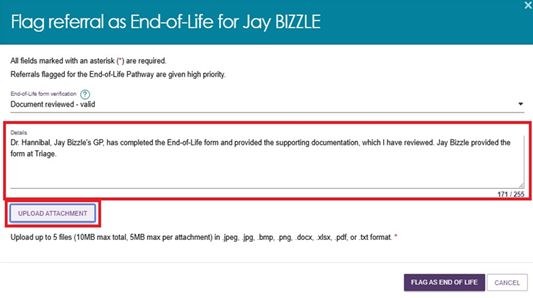 Flag referral as End-of-Life for Jay BIZZLE
All fields marked with an asterisk (*) are required.
Referrals flagged for the End-of-Life Pathway are given high priority.
End-of-Life form verification ?
Document reviewed - valid
Details
Dr. Hannibal, Jay Bizzle's GP, has completed the End-of-Life form and provided the supporting documentation, which I have reviewed. Jay Bizzle provided the
form at Triage.
171 / 255
UPLOAD ATTACHMENT
Upload up to 5 files (10MB max total, 5MB max per attachment) in .jpeg, .jpg, .bmp, .png, .docx, .xlsx, .pdf, or .txt format. *
FLAG AS END OF LIFE CANCEL